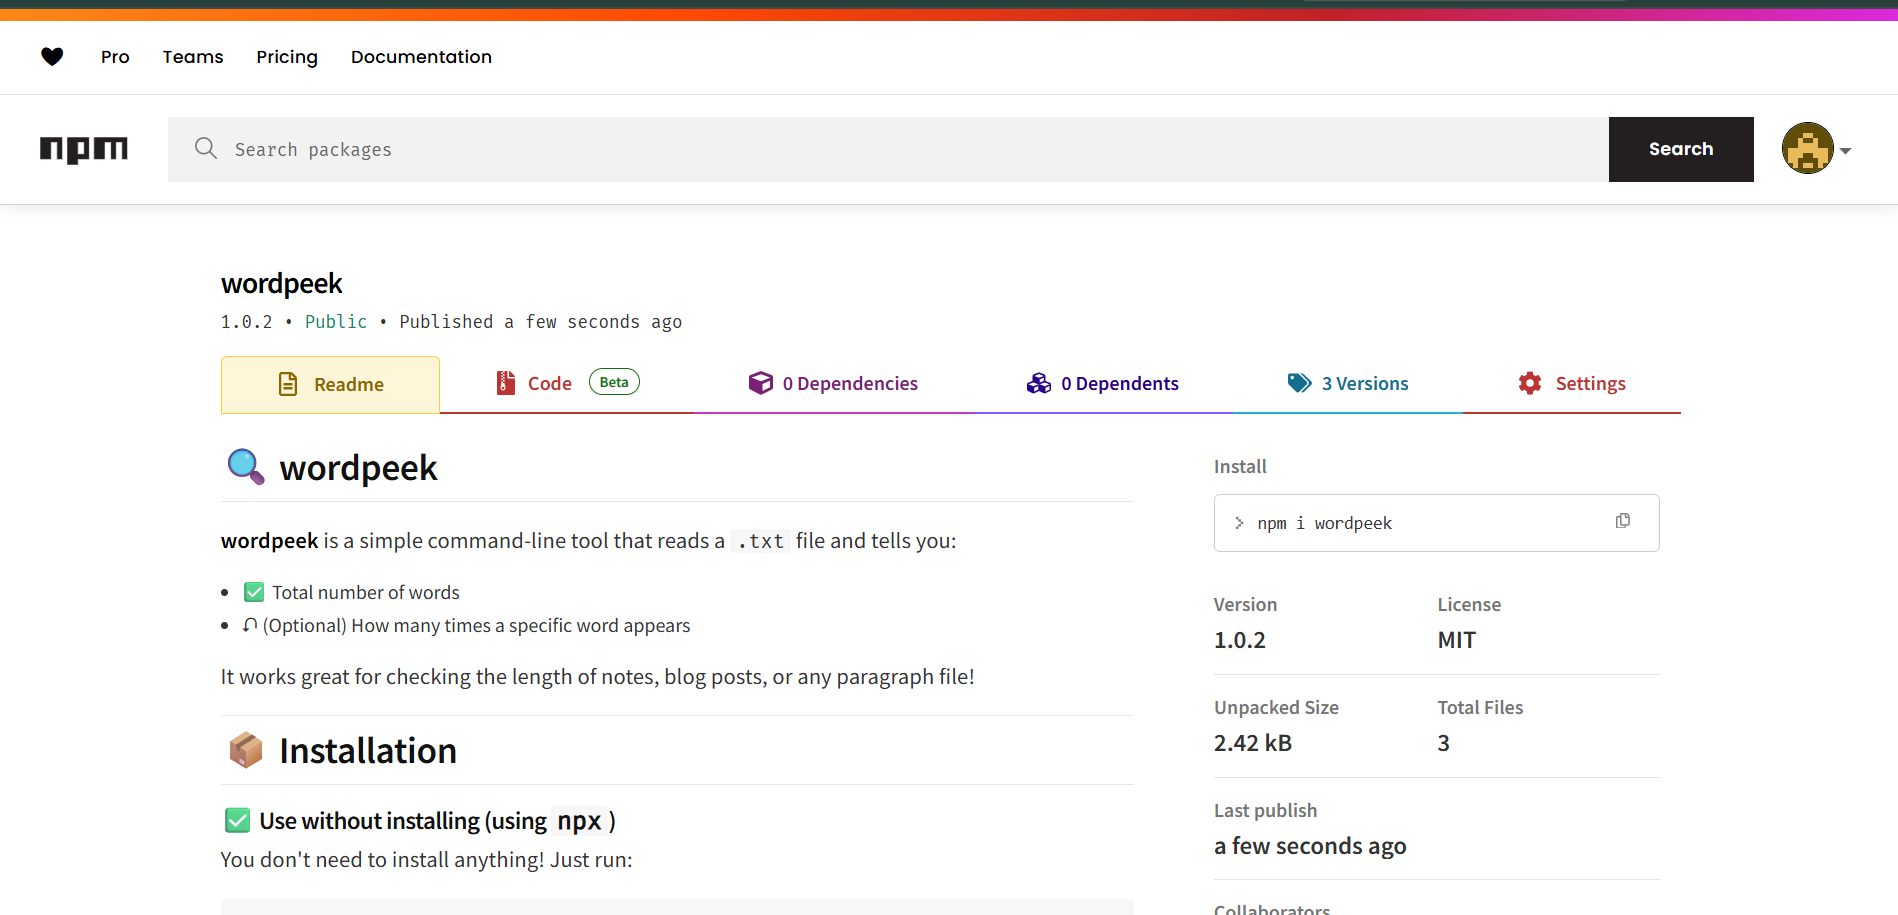 Pro Teams Pricing Documentation
npm Search packages Search
wordpeek
1.0.2 • Public • Published a few seconds ago
Readme Code Beta 0 Dependencies 0 Dependents 3 Versions Settings
wordpeek
wordpeek is a simple command-line tool that reads a .txt file and tells you:
• Total number of words
• (Optional) How many times a specific word appears
It works great for checking the length of notes, blog posts, or any paragraph file!
Installation
Use without installing (using npx )
You don't need to install anything! Just run:
Install
> npm i wordpeek
Version License
1.0.2 MIT
Unpacked Size Total Files
2.42 kB 3
Last publish
a few seconds ago
Collaborators